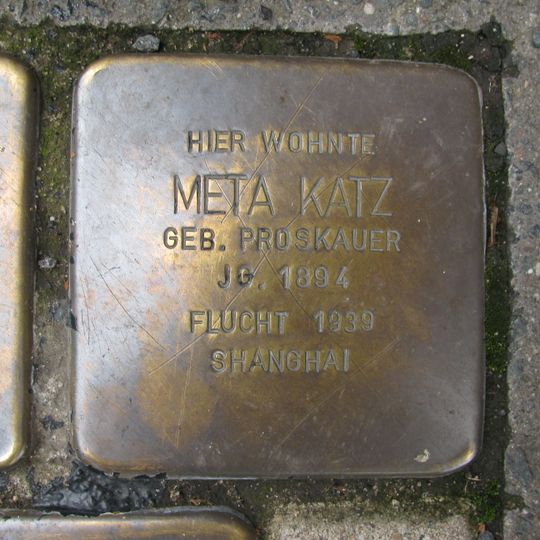 HIER WOHNTE
META KATZ
GEB. PROSKAUER
JG. 1894
FLUCHT 1939
SHANGHAI